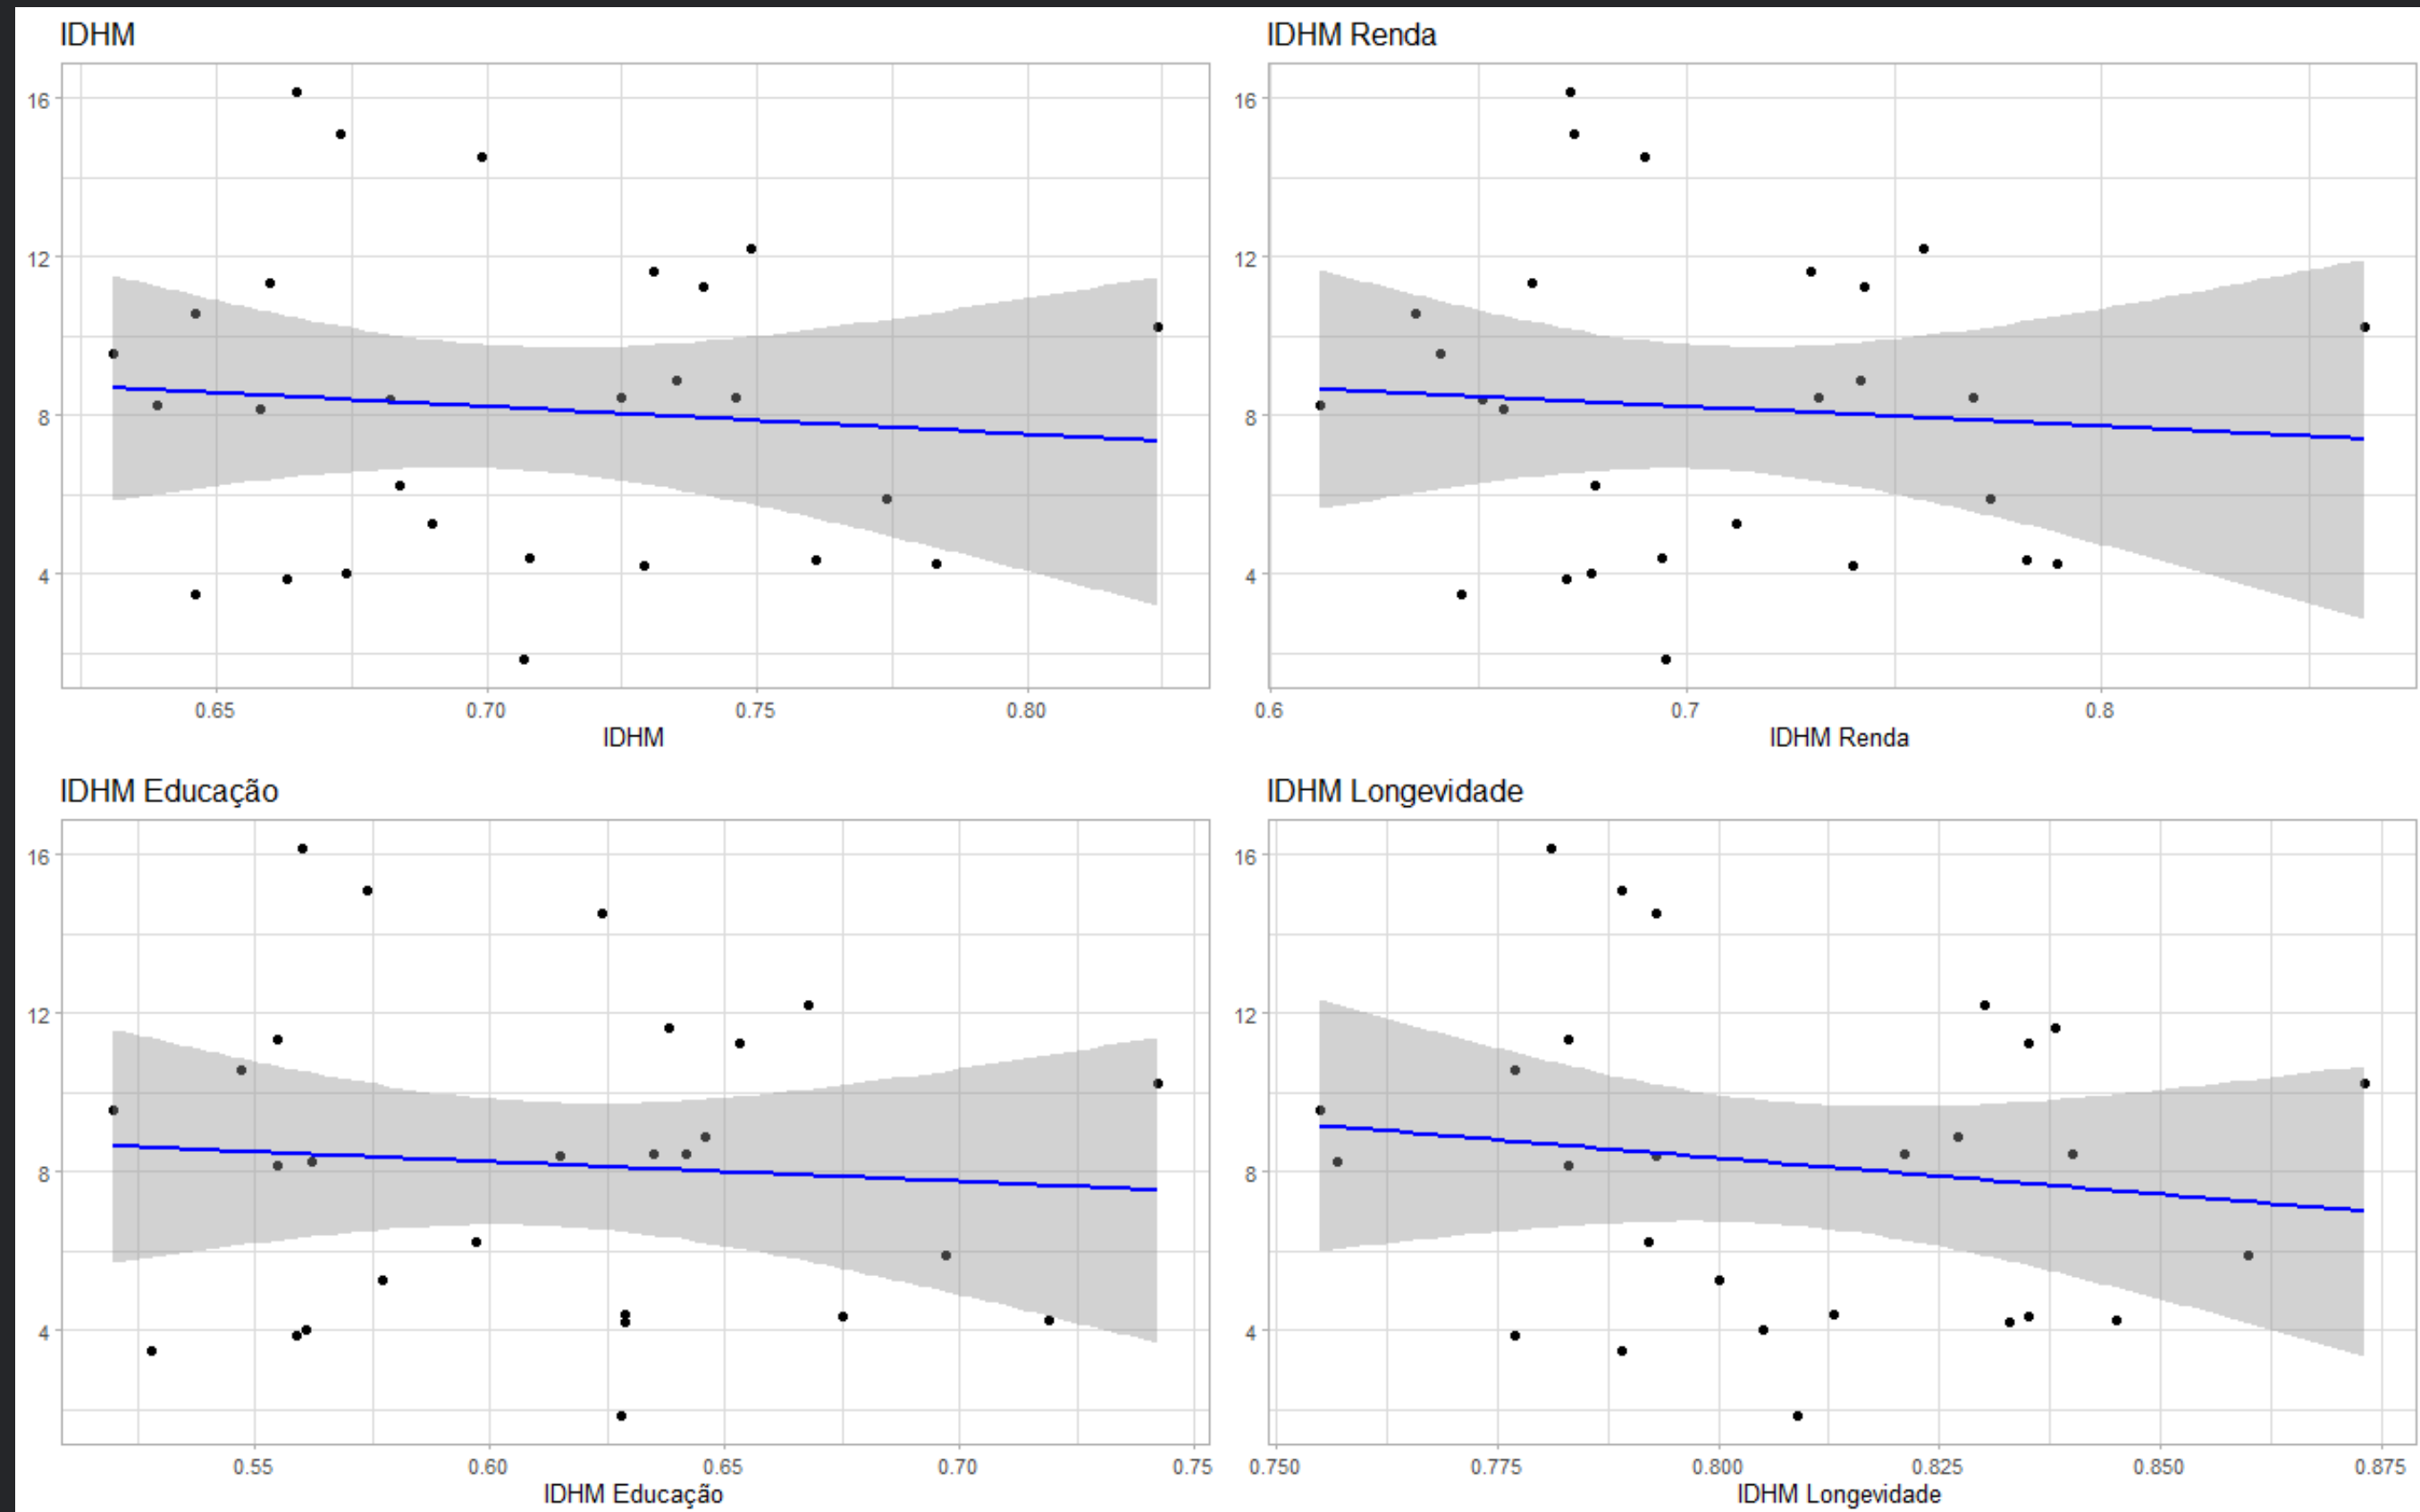 IDHM
16
12
8
4
0.65 0.70 0.75 0.80
IDHM
IDHM Renda
16
12
8
4
0.6 0.7 0.8
IDHM Renda
IDHM Educação
16
12
8
4
0.55 0.60 0.65 0.70 0.75
IDHM Educação
IDHM Longevidade
16
12
8
4
0.750 0.775 0.800 0.825 0.850 0.875
IDHM Longevidade